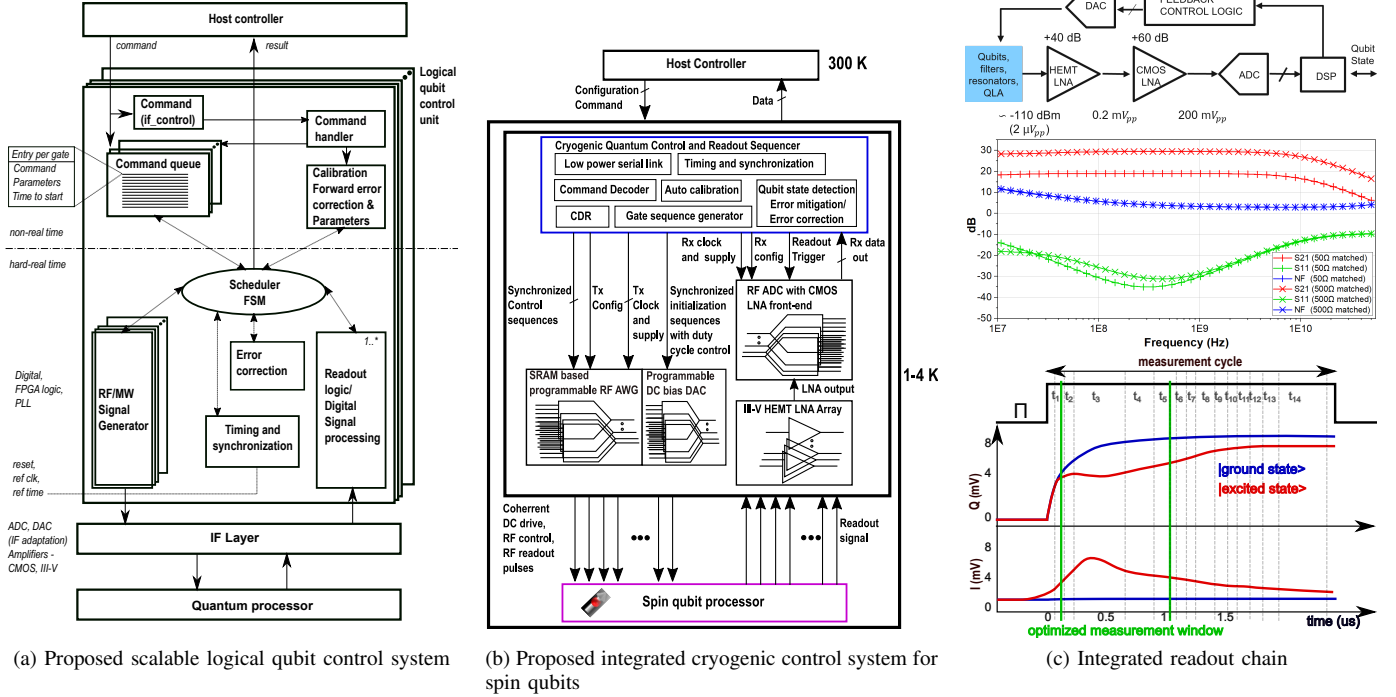 Host controller
command
result
Logical
qubit
control
unit
Command
(if_control)
Command
handler
Entry per gate
Command
Parameters
Time to start
Command queue
Calibration
Forward error
correction &
Parameters
non-real time
hard-real time
Scheduler
FSM
1..*
Digital,
FPGA logic,
PLL
RF/MW
Signal
Generator
Error
correction
Timing and
synchronization
Readout
logic/
Digital
Signal
processing
reset,
ref clk,
ref time
ADC, DAC
(IF adaptation)
Amplifiers -
CMOS, III-V
IF Layer
Quantum processor
(a) Proposed scalable logical qubit control system
Host Controller
300 K
Configuration
Command
Data
Cryogenic Quantum Control and Readout Sequencer
Low power serial link
Timing and synchronization
Command Decoder
Auto calibration
Qubit state detection
Error mitigation/
Error correction
CDR
Gate sequence generator
Synchronized
Control
sequences
Tx
Config
Tx
Clock
and
supply
Synchronized
initialization
sequences
with duty
cycle control
Rx clock
and supply
Rx
config
Readout
Trigger
Rx data
out
RF ADC with CMOS
LNA front-end
1-4 K
SRAM based
programmable RF AWG
Programmable
DC bias DAC
LNA output
III-V HEMT LNA Array
Coherrent
DC drive,
RF control,
RF readout
pulses
Readout
signal
Spin qubit processor
(b) Proposed integrated cryogenic control system for
spin qubits
DAC
FEEDBACK
CONTROL LOGIC
+40 dB
+60 dB
Qubit
State
Qubits,
filters,
resonators,
QLA
HEMT
LNA
CMOS
LNA
ADC
DSP
∽ -110 dBm
(2 μVpp)
0.2 mVpp
200 mVpp
30
20
10
0
-10
-20
-30
-40
-50
dB
S21 (50Ω matched)
S11 (50Ω matched)
NF (50Ω matched)
S21 (500Ω matched)
S11 (500Ω matched)
NF (500Ω matched)
1E7
1E8
1E9
1E10
Frequency (Hz)
measurement cycle
Π
t1 t2 t3 t4 t5 t6 t7 t8 t9 t10 t11 t12 t13 t14
8
4
0
Q (mV)
|ground state>
|excited state>
8
4
0
I (mV)
0 0.5 1 1.5
time (us)
optimized measurement window
(c) Integrated readout chain